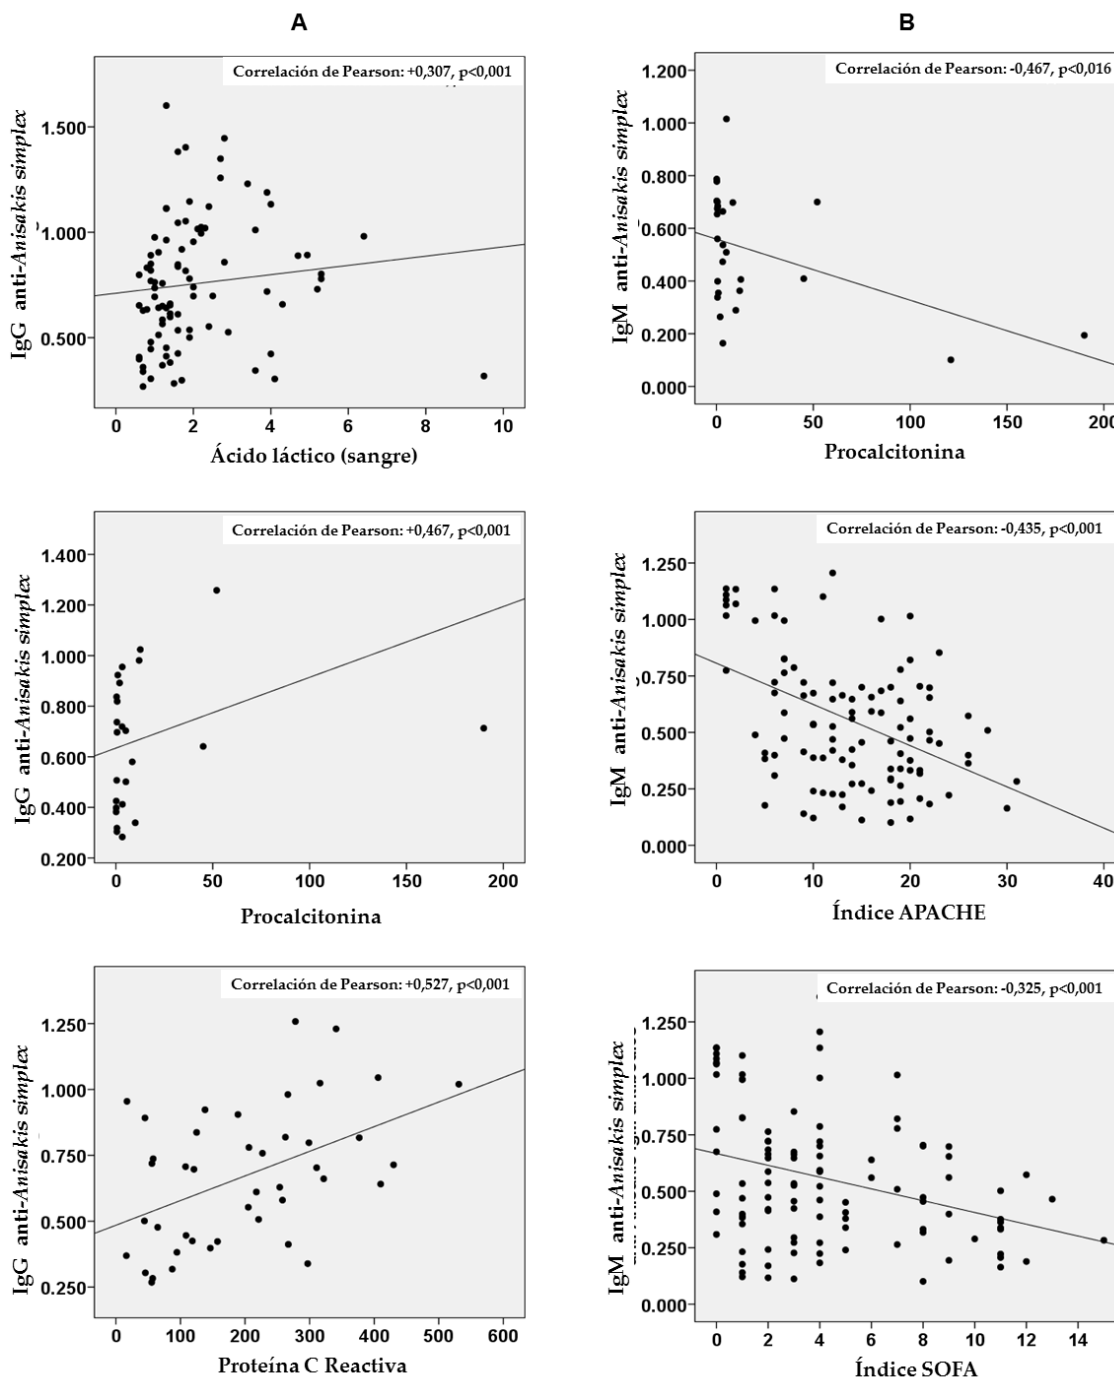 A
Correlación de Pearson: +0,307, p<0,001
IgG anti-Anisakis simplex
1.500
1.000
0.500
0 2 4 6 8 10
Ácido láctico (sangre)
Correlación de Pearson: +0,467, p<0,001
IgG anti-Anisakis simplex
1.400
1.200
1.000
0.800
0.600
0.400
0.200
0 50 100 150 200
Procalcitonina
Correlación de Pearson: +0,527, p<0,001
IgG anti-Anisakis simplex
1.250
1.000
0.750
0.500
0.250
0 100 200 300 400 500 600
Proteína C Reactiva
B
Correlación de Pearson: -0,467, p<0,016
IgM anti-Anisakis simplex
1.200
1.000
0.800
0.600
0.400
0.200
0.000
0 50 100 150 200
Procalcitonina
Correlación de Pearson: -0,435, p<0,001
IgM anti-Anisakis simplex
1.250
1.000
0.750
0.500
0.250
0.000
0 10 20 30 40
Índice APACHE
Correlación de Pearson: -0,325, p<0,001
IgM anti-Anisakis simplex
1.250
1.000
0.750
0.500
0.250
0.000
0 2 4 6 8 10 12 14
Índice SOFA